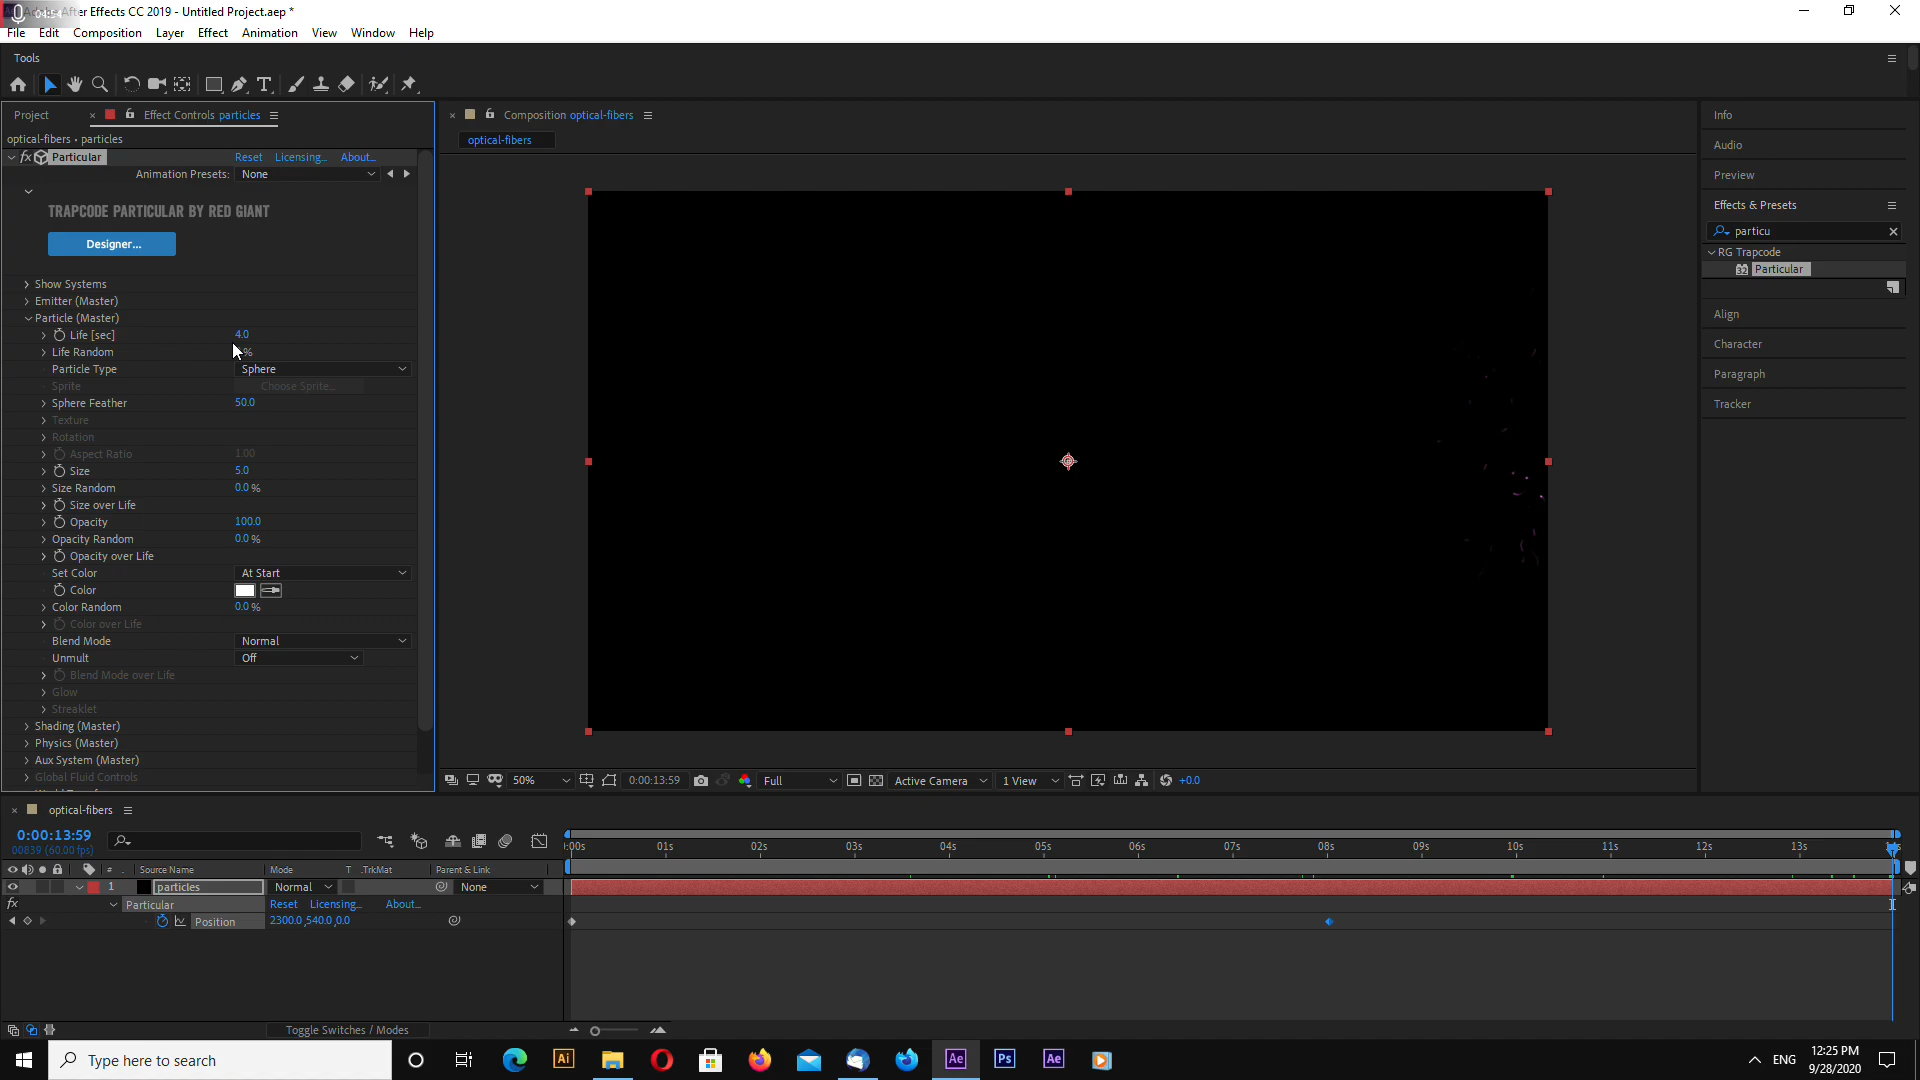 04:54
After Effects CC 2019 - Untitled Project.aep *
File Edit Composition Layer Effect Animation View Window Help
Tools
Project
Effect Controls particles
Composition optical-fibers
optical-fibers • particles
optical-fibers
fx Particular Reset Licensing... About...
Animation Presets: None
TRAPCODE PARTICULAR BY RED GIANT
Designer...
Show Systems
Emitter (Master)
Particle (Master)
Life [sec] 4.0
Life Random %
Particle Type Sphere
Sprite Choose Sprite...
Sphere Feather 50.0
Texture
Rotation
Aspect Ratio 1.00
Size 5.0
Size Random 0.0 %
Size over Life
Opacity 100.0
Opacity Random 0.0 %
Opacity over Life
Set Color At Start
Color
Color Random 0.0 %
Color over Life
Blend Mode Normal
Unmult Off
Blend Mode over Life
Glow
Streaklet
Shading (Master)
Physics (Master)
Aux System (Master)
Global Fluid Controls
Info
Audio
Preview
Effects & Presets
particu
RG Trapcode
32 Particular
Align
Character
Paragraph
Tracker
50% 0:00:13:59 Full Active Camera 1 View +0.0
optical-fibers
0:00:13:59
00839 (60.00 fps)
:00s 01s 02s 03s 04s 05s 06s 07s 08s 09s 10s 11s 12s 13s
# . Source Name Mode T .TrkMat Parent & Link
1 particles Normal None
fx Particular Reset Licensing... About...
Position 2300.0,540.0,0.0
Toggle Switches / Modes
Type here to search
Ai Ae Ps Ae
ENG
12:25 PM
9/28/2020